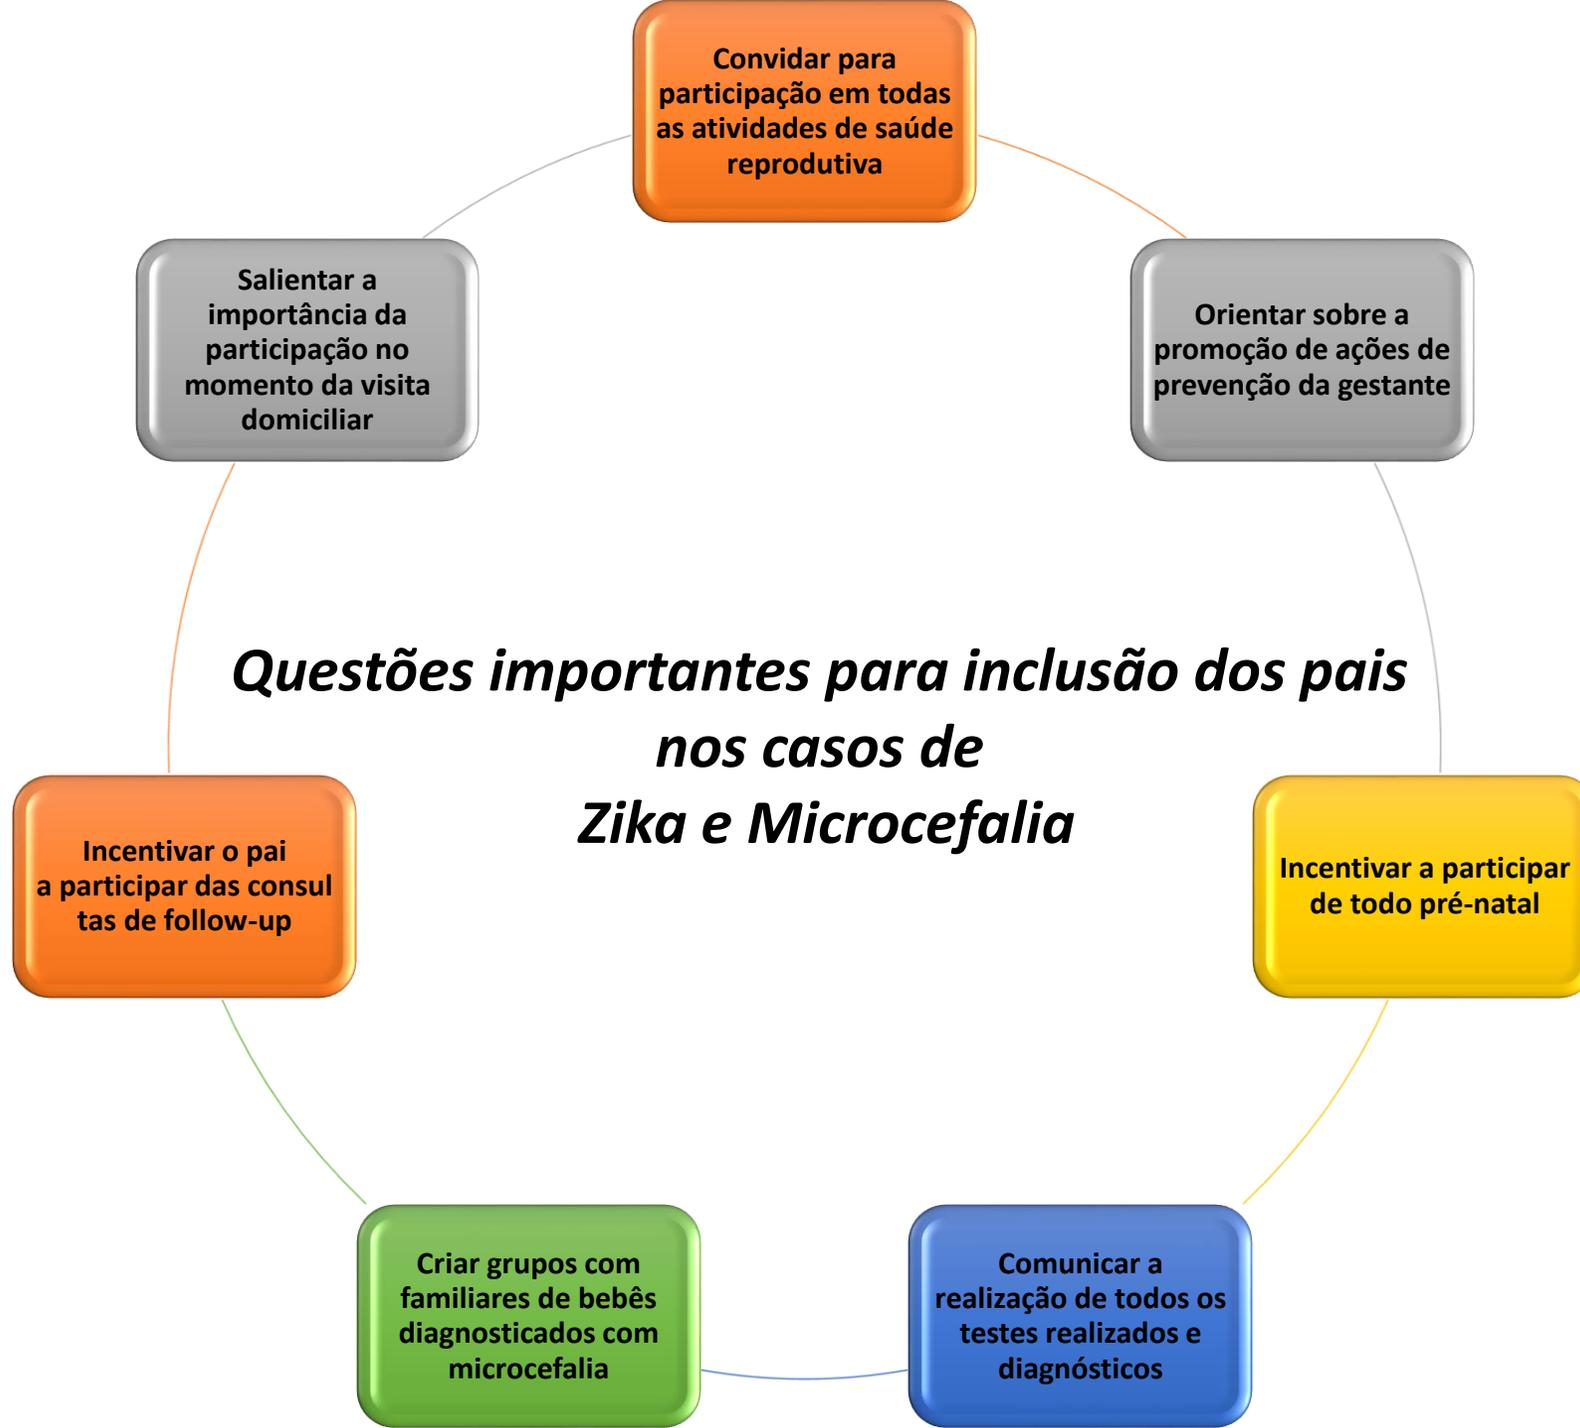 Convidar para
participação em todas
as atividades de saúde
reprodutiva
Orientar sobre a
promoção de ações de
prevenção da gestante
Incentivar a participar
de todo pré-natal
Comunicar a
realização de todos os
testes realizados e
diagnósticos
Criar grupos com
familiares de bebês
diagnosticados com
microcefalia
Incentivar o pai
a participar das consul
tas de follow-up
Salientar a
importância da
participação no
momento da visita
domiciliar
Questões importantes para inclusão dos pais
nos casos de
Zika e Microcefalia